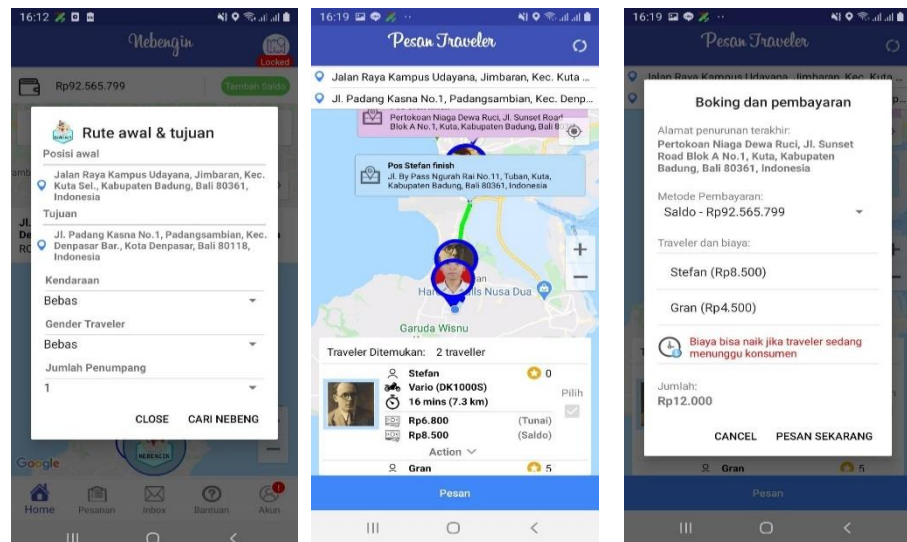 16:12
Nebengin
Locked
Rp92.565.799
Tambah Saldo
Rute awal & tujuan
Posisi awal
Jalan Raya Kampus Udayana, Jimbaran, Kec.
Kuta Sel., Kabupaten Badung, Bali 80361,
Indonesia
Tujuan
Jl. Padang Kasna No.1, Padangsambian, Kec.
Denpasar Bar., Kota Denpasar, Bali 80118,
Indonesia
Kendaraan
Bebas
Gender Traveler
Bebas
Jumlah Penumpang
1
CLOSE CARI NEBENG
Google
NEBENGIN
Home Pesanan Inbox Bantuan Akun
16:19
Pesan Traveler
Jalan Raya Kampus Udayana, Jimbaran, Kec. Kuta ...
Jl. Padang Kasna No.1, Padangsambian, Kec. Denp...
Pertokoan Niaga Dewa Ruci, Jl. Sunset Road
Blok A No.1, Kuta, Kabupaten Badung, Bali 80
Pos Stefan finish
Jl. By Pass Ngurah Rai No.11, Tuban, Kuta,
Kabupaten Badung, Bali 80361, Indonesia
Nusa Dua
Garuda Wisnu
Traveler Ditemukan: 2 traveller
Stefan 0
Vario (DK1000S)
Pilih
16 mins (7.3 km)
Rp6.800 (Tunai)
Rp8.500 (Saldo)
Action
Gran 5
Pesan
16:19
Pesan Traveler
Jalan Raya Kampus Udayana, Jimbaran, Kec. Kuta ...
Boking dan pembayaran
Alamat penurunan terakhir:
Pertokoan Niaga Dewa Ruci, Jl. Sunset
Road Blok A No.1, Kuta, Kabupaten
Badung, Bali 80361, Indonesia
Metode Pembayaran:
Saldo - Rp92.565.799
Traveler dan biaya:
Stefan (Rp8.500)
Gran (Rp4.500)
Biaya bisa naik jika traveler sedang
menunggu konsumen
Jumlah:
Rp12.000
CANCEL PESAN SEKARANG
Gran 5
Pesan